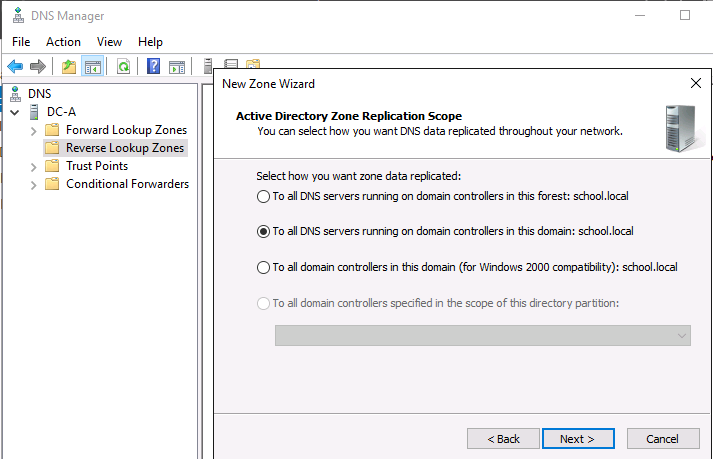 DNS Manager
File Action View Help
DNS
DC-A
Forward Lookup Zones
Reverse Lookup Zones
Trust Points
Conditional Forwarders
New Zone Wizard
Active Directory Zone Replication Scope
You can select how you want DNS data replicated throughout your network.
Select how you want zone data replicated:
To all DNS servers running on domain controllers in this forest: school.local
To all DNS servers running on domain controllers in this domain: school.local
To all domain controllers in this domain (for Windows 2000 compatibility): school.local
To all domain controllers specified in the scope of this directory partition:
< Back Next > Cancel